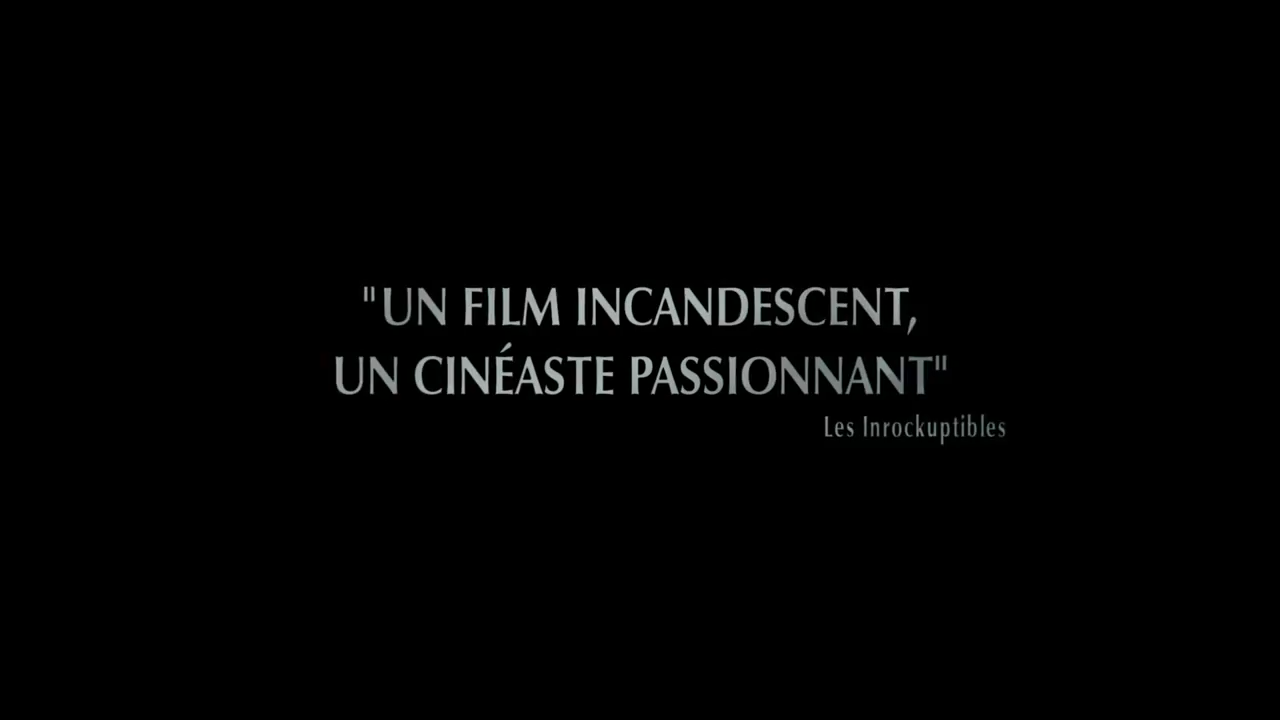 "UN FILM INCANDESCENT,
UN CINÉASTE PASSIONNANT"
Les Inrockuptibles